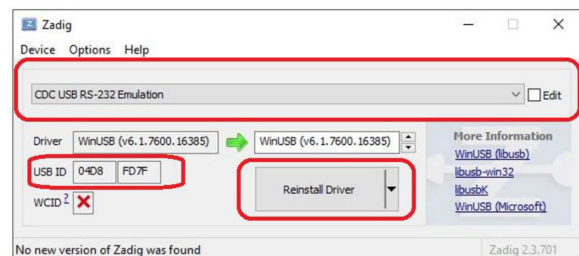 Zadig
Device Options Help
CDC USB RS-232 Emulation
Edit
Driver WinUSB (v6.1.7600.16385) WinUSB (v6.1.7600.16385)
More Information
WinUSB (libusb)
USB ID 04D8 FD7F
libusb-win32
Reinstall Driver
libusbK
WCID ?
WinUSB (Microsoft)
No new version of Zadig was found
Zadig 2.3.701